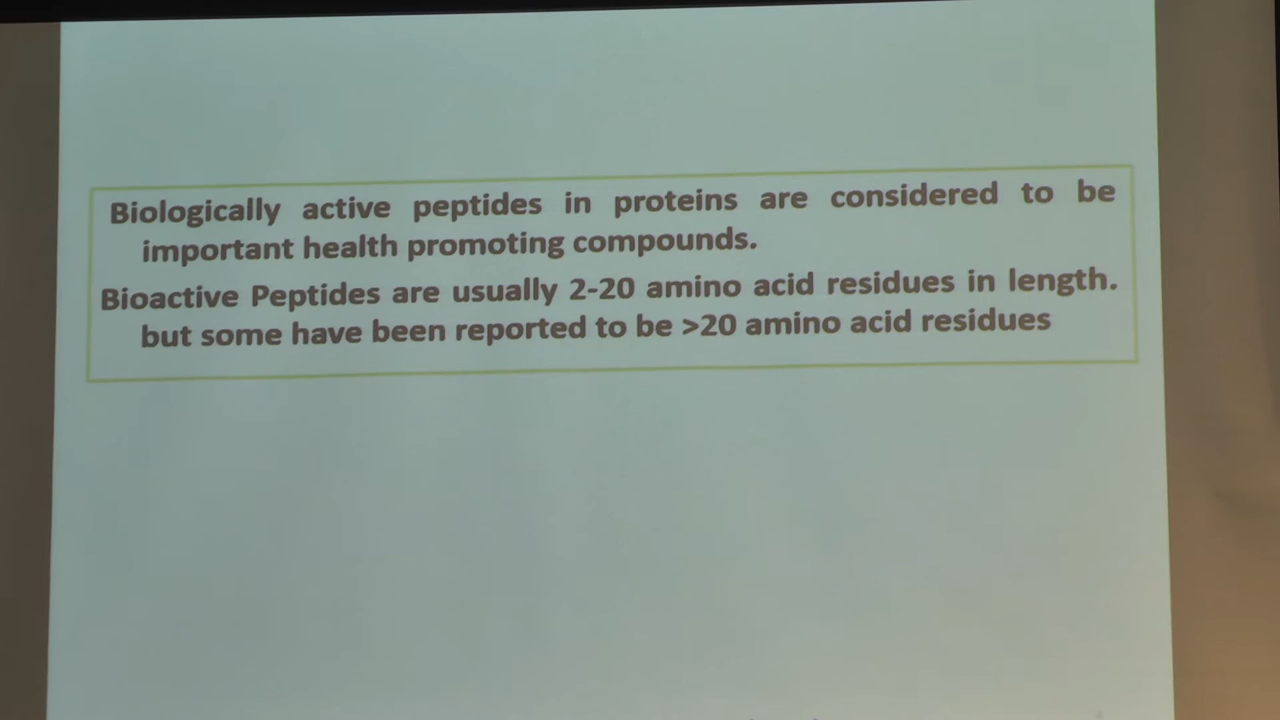 Biologically active peptides in proteins are considered to be
important health promoting compounds.
Bioactive Peptides are usually 2-20 amino acid residues in length.
but some have been reported to be >20 amino acid residues